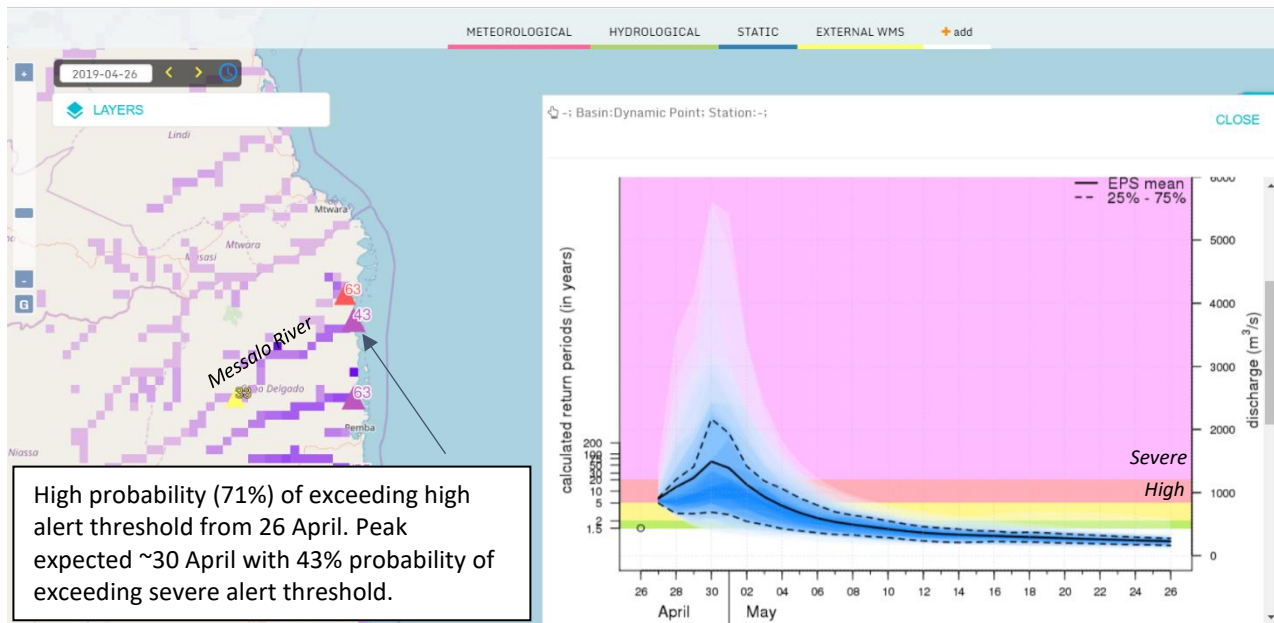 METEOROLOGICAL HYDROLOGICAL STATIC EXTERNAL WMS + add
2019-04-26 < >
LAYERS
-; Basin:Dynamic Point; Station:-;
CLOSE
+
-
G
Lindi
Mtwara
Mtwara
Masasi
63
43
Messalo River
Delgado
63
Pemba
Niassa
High probability (71%) of exceeding high
alert threshold from 26 April. Peak
expected ~30 April with 43% probability of
exceeding severe alert threshold.
EPS mean
25% - 75%
calculated return periods (in years)
200
50
20
10
5
2
1.5
Severe
High
6000
5000
4000
3000
2000
1000
0
discharge (m³/s)
26 28 30 02 04 06 08 10 12 14 16 18 20 22 24 26
April May